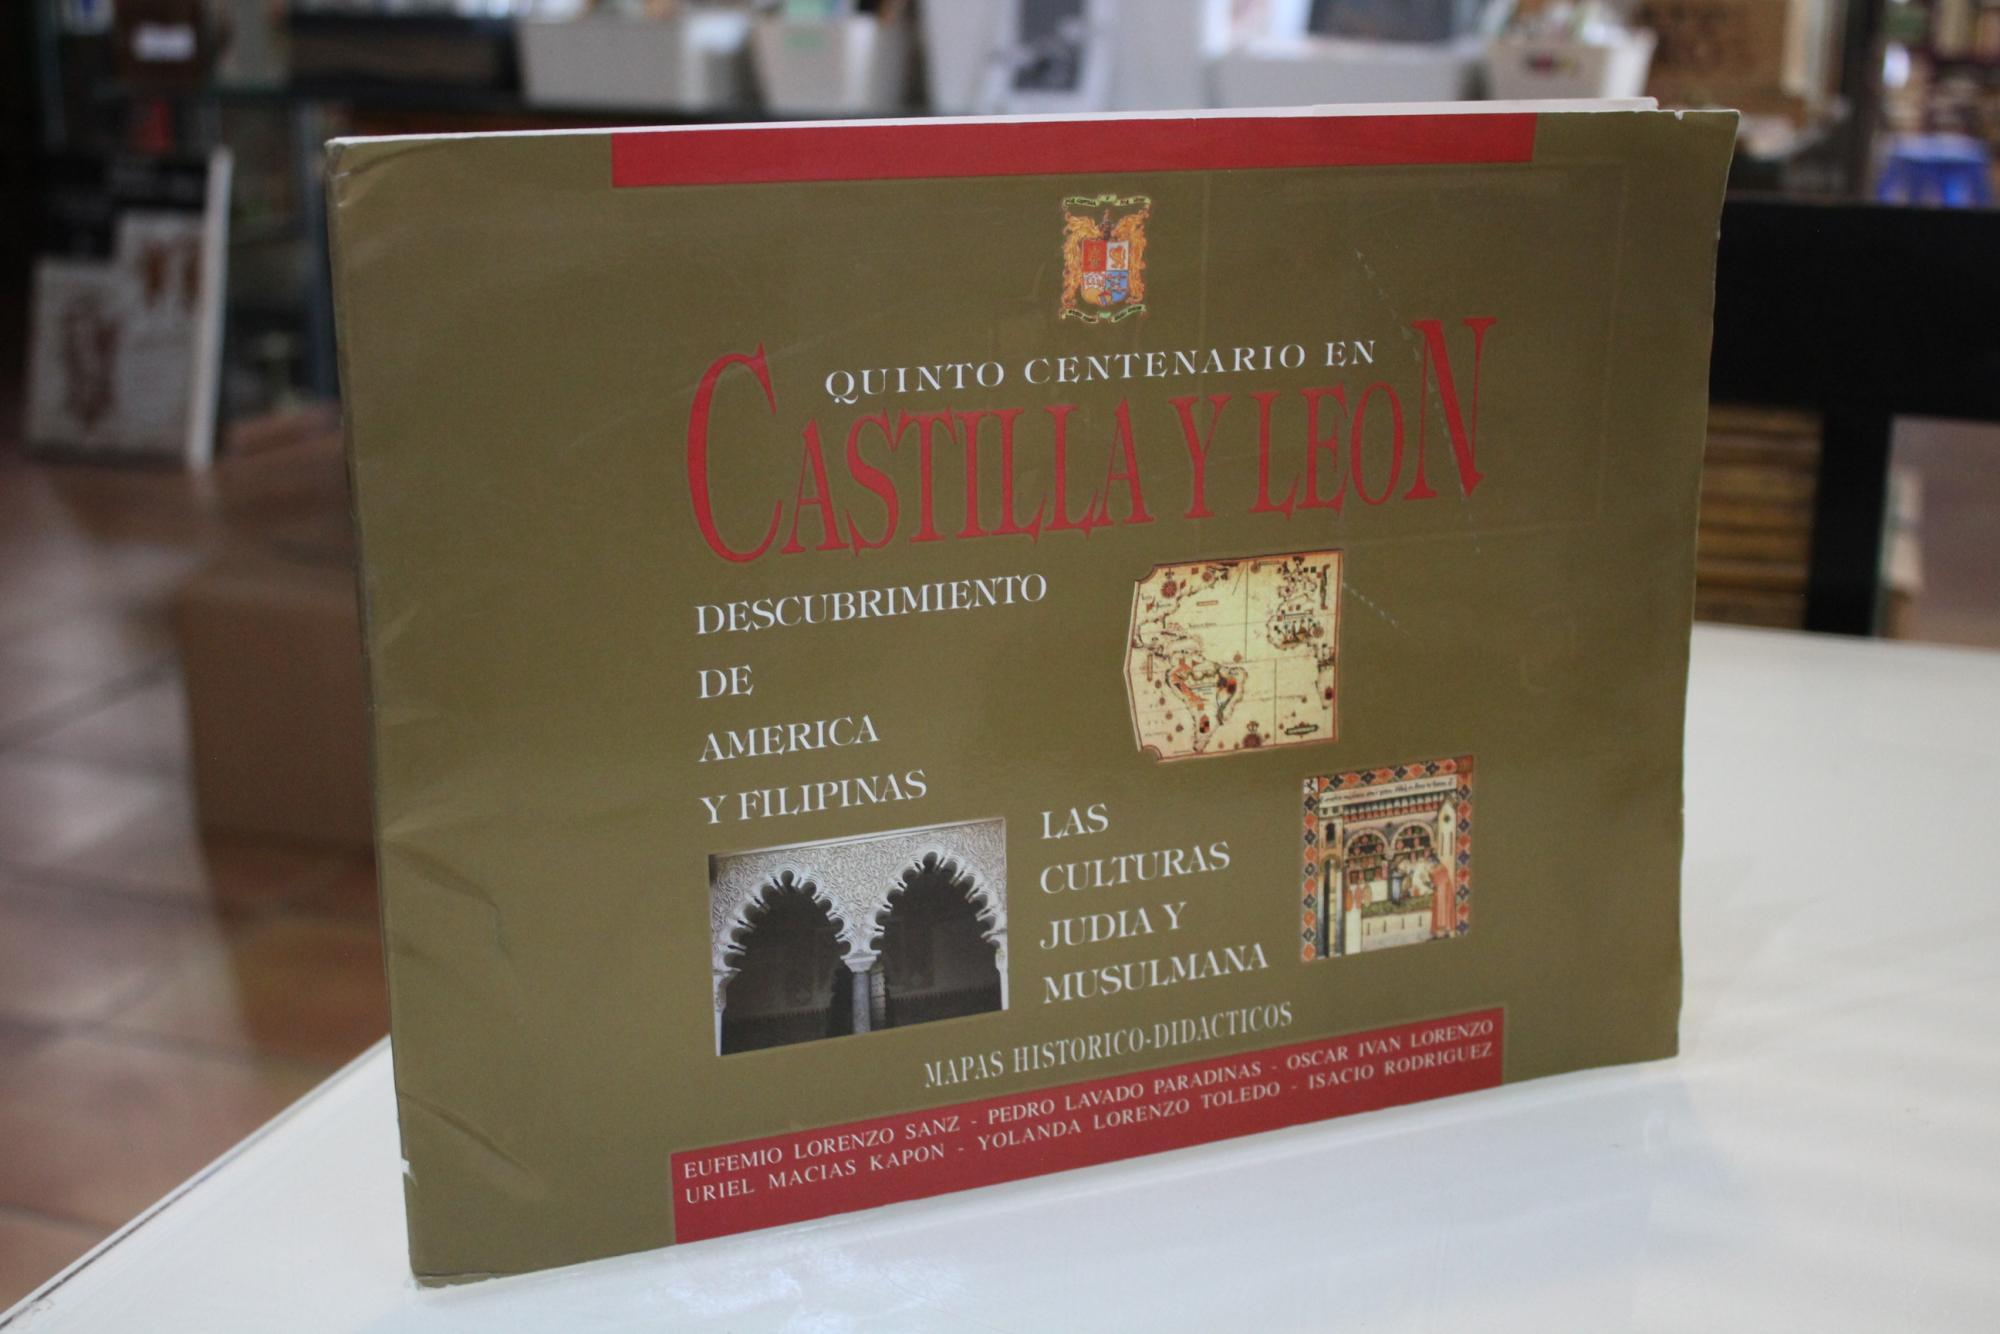 QUINTO CENTENARIO EN
CASTILLA Y LEON
DESCUBRIMIENTO
DE
AMERICA
Y FILIPINAS
LAS
CULTURAS
JUDIA Y
MUSULMANA
MAPAS HISTORICO-DIDACTICOS
EUFEMIO LORENZO SANZ - PEDRO LAVADO PARADINAS - OSCAR IVAN LORENZO
URIEL MACIAS KAPON - YOLANDA LORENZO TOLEDO - ISACIO RODRIGUEZ